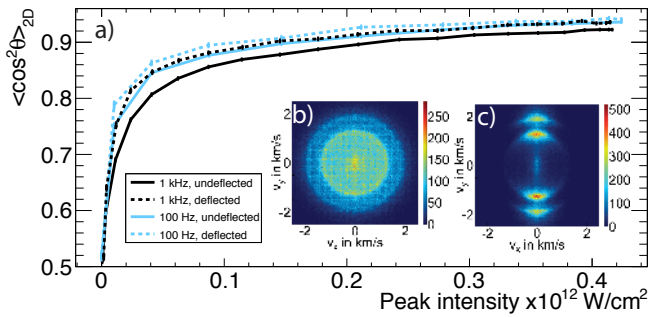 a)
<cos²θ>2D
0.9
0.8
0.7
0.6
0.5
1 kHz, undeflected
1 kHz, deflected
100 Hz, undeflected
100 Hz, deflected
b)
2
0
-2
vy in km/s
-2 0 2
250
200
150
100
50
0
c)
2
0
-2
vy in km/s
-2 0 2
vx in km/s
500
400
300
200
100
0
0 0.1 0.2 0.3 0.4
Peak intensity x10¹² W/cm²